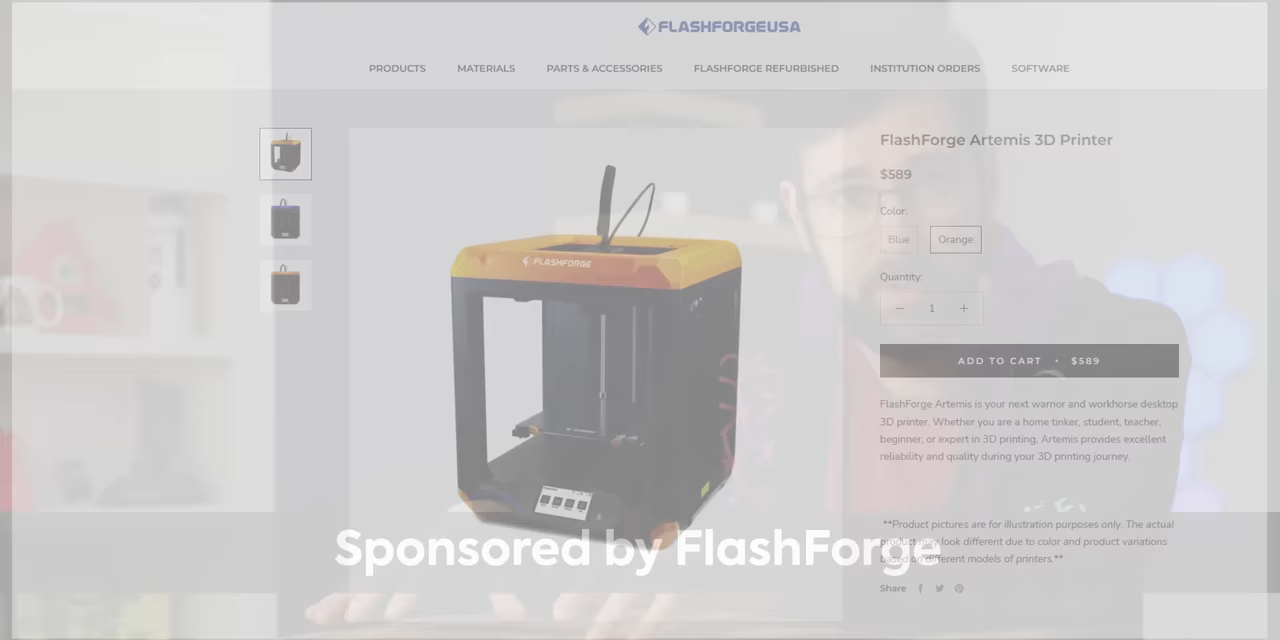 FLASHFORGEUSA
PRODUCTS MATERIALS PARTS & ACCESSORIES FLASHFORGE REFURBISHED INSTITUTION ORDERS SOFTWARE
FlashForge Artemis 3D Printer
$589
Color:
Blue Orange
Quantity:
− 1 +
ADD TO CART • $589
FlashForge Artemis is your next warrior and workhorse desktop
3D printer. Whether you are a home tinker, student, teacher,
beginner, or expert in 3D printing, Artemis provides excellent
reliability and quality during your 3D printing journey.
**Product pictures are for illustration purposes only. The actual
product may look different due to color and product variations
based on different models of printers.**
Share
FLASHFORGE
Sponsored by FlashForge